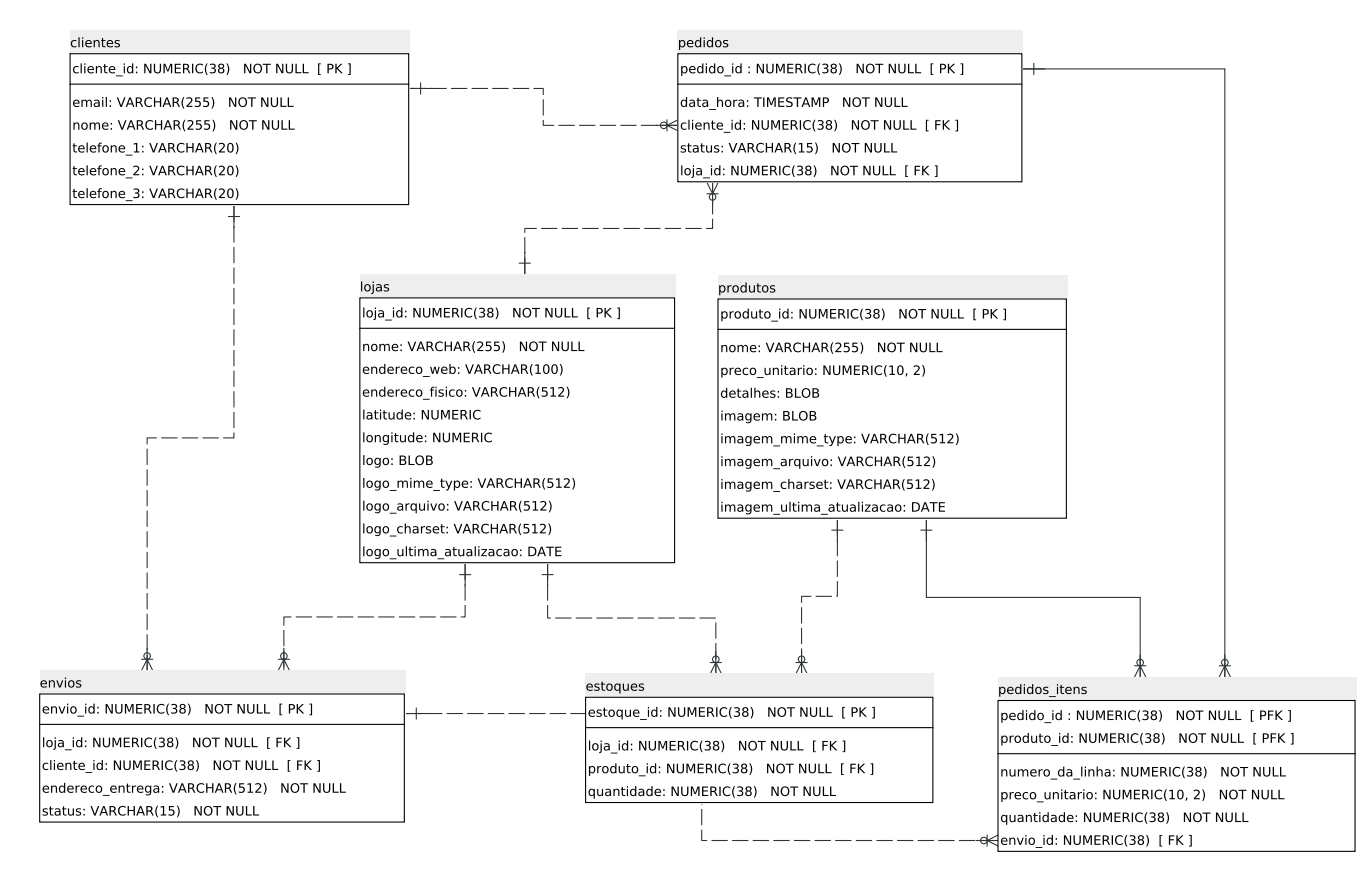 clientes
cliente_id: NUMERIC(38) NOT NULL [ PK ]
email: VARCHAR(255) NOT NULL
nome: VARCHAR(255) NOT NULL
telefone_1: VARCHAR(20)
telefone_2: VARCHAR(20)
telefone_3: VARCHAR(20)
pedidos
pedido_id : NUMERIC(38) NOT NULL [ PK ]
data_hora: TIMESTAMP NOT NULL
cliente_id: NUMERIC(38) NOT NULL [ FK ]
status: VARCHAR(15) NOT NULL
loja_id: NUMERIC(38) NOT NULL [ FK ]
lojas
loja_id: NUMERIC(38) NOT NULL [ PK ]
nome: VARCHAR(255) NOT NULL
endereco_web: VARCHAR(100)
endereco_fisico: VARCHAR(512)
latitude: NUMERIC
longitude: NUMERIC
logo: BLOB
logo_mime_type: VARCHAR(512)
logo_arquivo: VARCHAR(512)
logo_charset: VARCHAR(512)
logo_ultima_atualizacao: DATE
produtos
produto_id: NUMERIC(38) NOT NULL [ PK ]
nome: VARCHAR(255) NOT NULL
preco_unitario: NUMERIC(10, 2)
detalhes: BLOB
imagem: BLOB
imagem_mime_type: VARCHAR(512)
imagem_arquivo: VARCHAR(512)
imagem_charset: VARCHAR(512)
imagem_ultima_atualizacao: DATE
envios
envio_id: NUMERIC(38) NOT NULL [ PK ]
loja_id: NUMERIC(38) NOT NULL [ FK ]
cliente_id: NUMERIC(38) NOT NULL [ FK ]
endereco_entrega: VARCHAR(512) NOT NULL
status: VARCHAR(15) NOT NULL
estoques
estoque_id: NUMERIC(38) NOT NULL [ PK ]
loja_id: NUMERIC(38) NOT NULL [ FK ]
produto_id: NUMERIC(38) NOT NULL [ FK ]
quantidade: NUMERIC(38) NOT NULL
pedidos_itens
pedido_id : NUMERIC(38) NOT NULL [ PFK ]
produto_id: NUMERIC(38) NOT NULL [ PFK ]
numero_da_linha: NUMERIC(38) NOT NULL
preco_unitario: NUMERIC(10, 2) NOT NULL
quantidade: NUMERIC(38) NOT NULL
envio_id: NUMERIC(38) [ FK ]